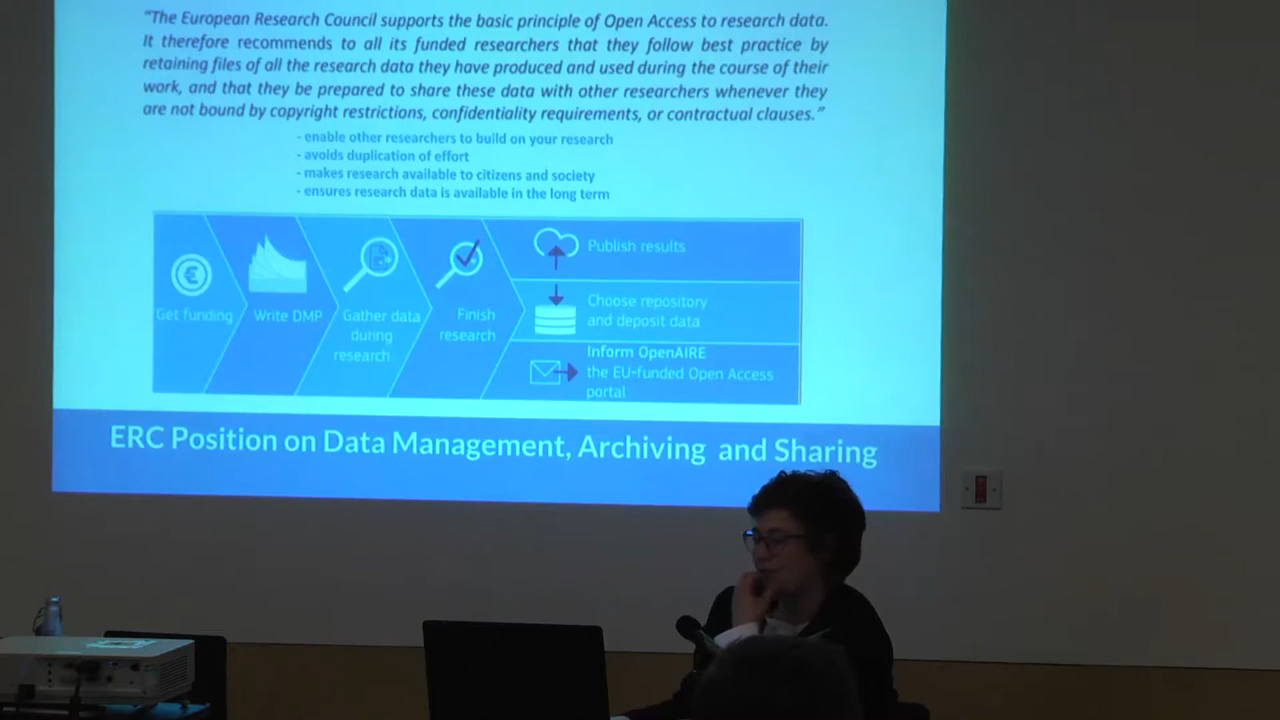 "The European Research Council supports the basic principle of Open Access to research data.
It therefore recommends to all its funded researchers that they follow best practice by
retaining files of all the research data they have produced and used during the course of their
work, and that they be prepared to share these data with other researchers whenever they
are not bound by copyright restrictions, confidentiality requirements, or contractual clauses."
- enable other researchers to build on your research
- avoids duplication of effort
- makes research available to citizens and society
- ensures research data is available in the long term
Get funding
Write DMP
Gather data
during
research
Finish
research
Publish results
Choose repository
and deposit data
Inform OpenAIRE
the EU-funded Open Access
portal
ERC Position on Data Management, Archiving and Sharing